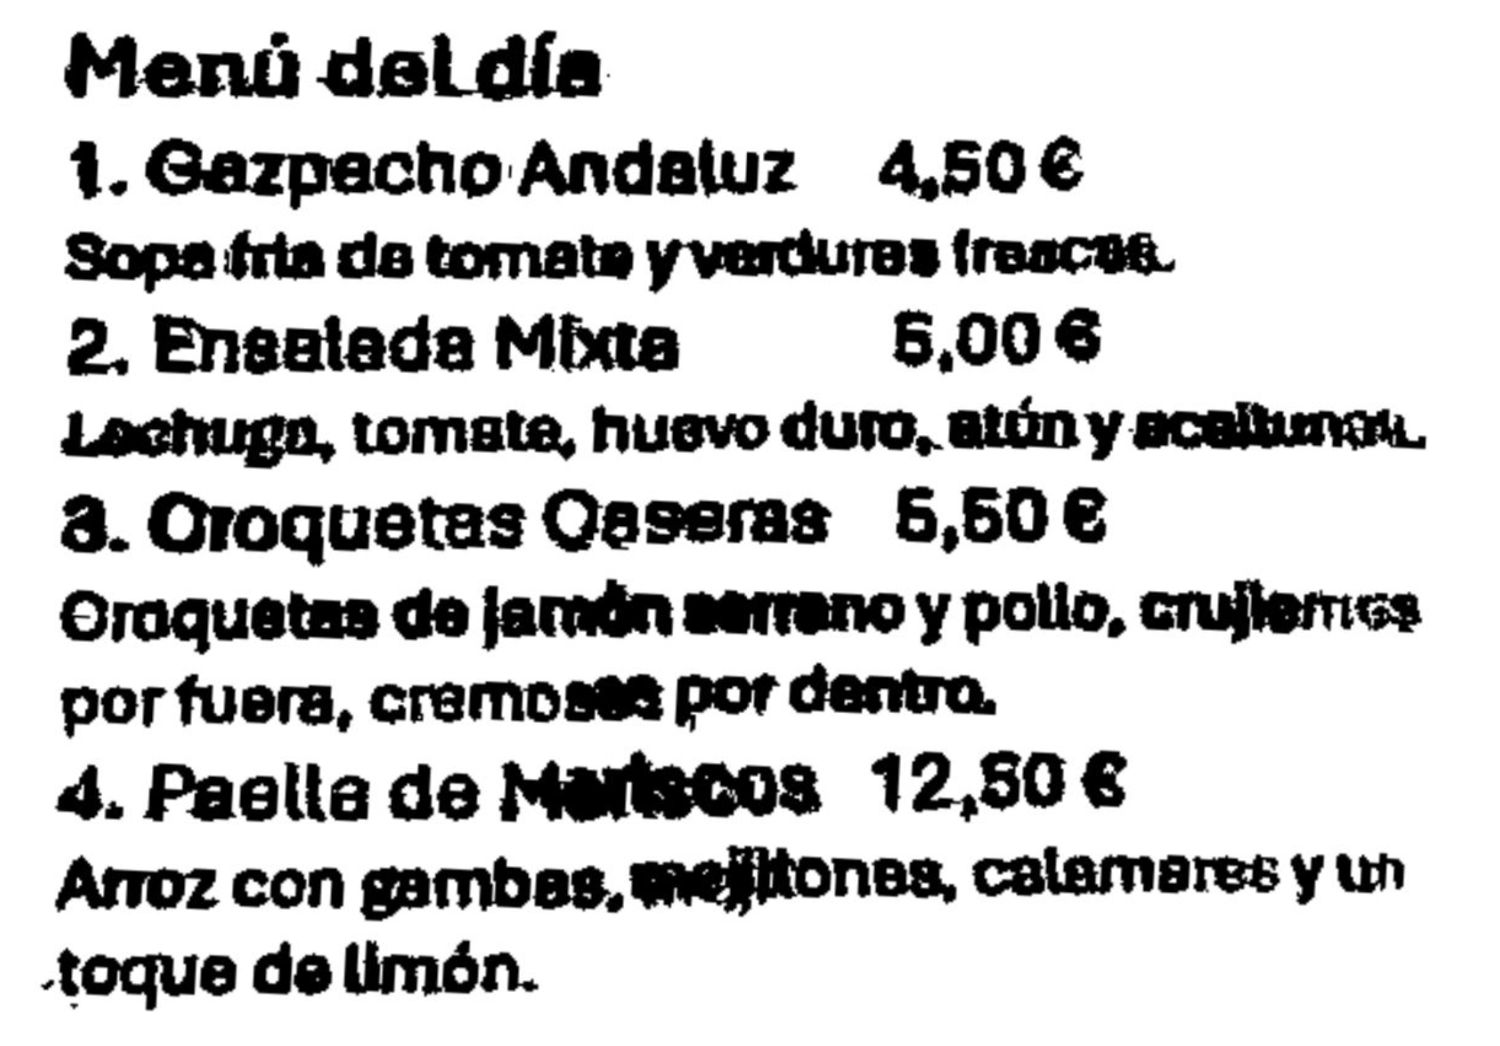 Menú del día
1. Gazpacho Andaluz 4,50 €
Sopa fría de tomate y verduras frescas.
2. Ensalada Mixta 6,00 €
Lechuga, tomate, huevo duro, atún y aceitunas.
3. Croquetas Caseras 5,50 €
Croquetas de jamón serrano y pollo, crujientes
por fuera, cremosas por dentro.
4. Paella de Mariscos 12,50 €
Arroz con gambas, mejillones, calamares y un
toque de limón.